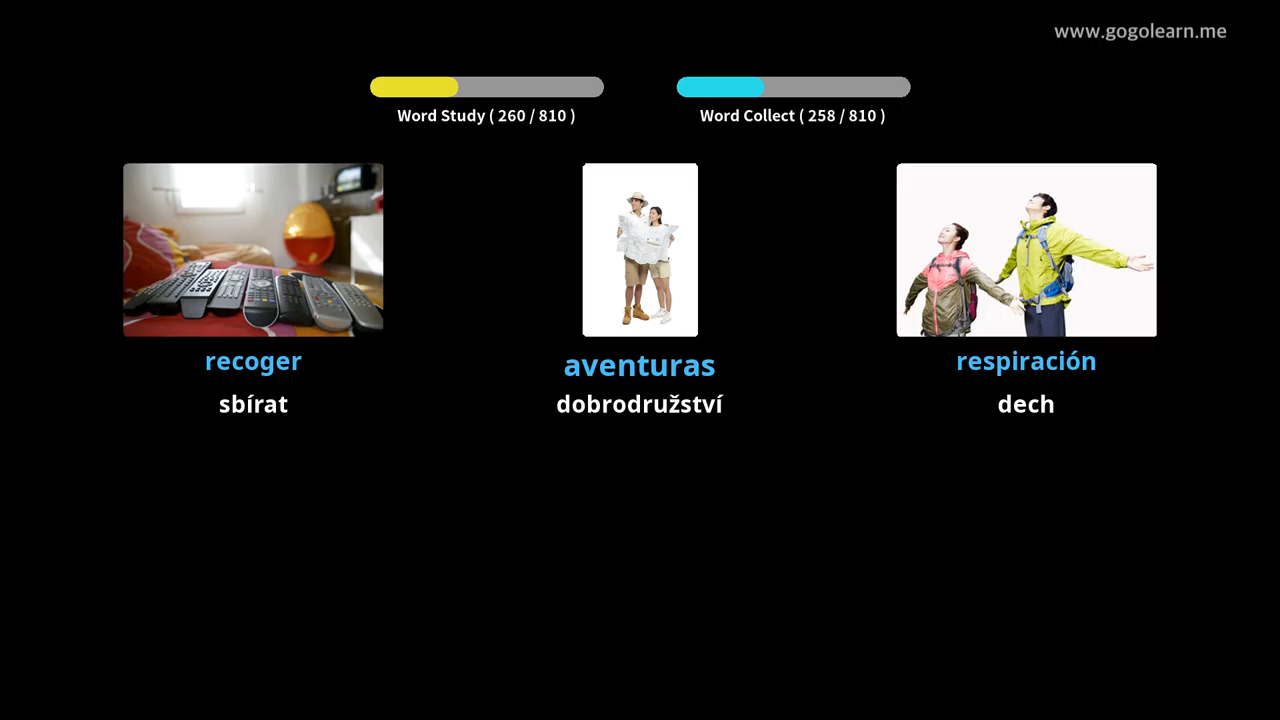 www.gogolearn.me
Word Study ( 260 / 810 )
Word Collect ( 258 / 810 )
recoger
aventuras
respiración
sbírat
dobrodružství
dech